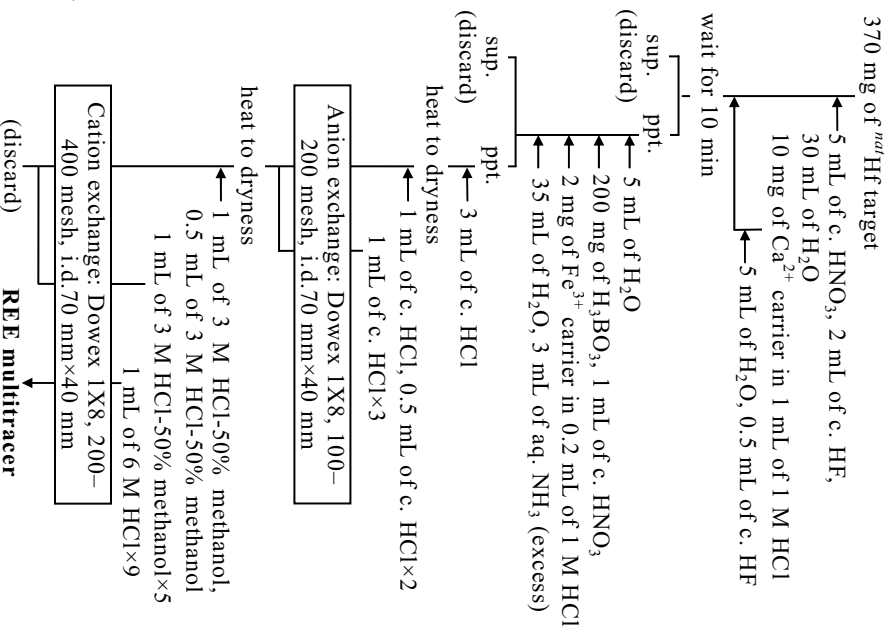 370 mg of natHf target
5 mL of c. HNO₃, 2 mL of c. HF,
30 mL of H₂O
10 mg of Ca²⁺ carrier in 1 mL of 1 M HCl
5 mL of H₂O, 0.5 mL of c. HF
wait for 10 min
sup.
(discard)
ppt.
5 mL of H₂O
200 mg of H₃BO₃, 1 mL of c. HNO₃
2 mg of Fe³⁺ carrier in 0.2 mL of 1 M HCl
35 mL of H₂O, 3 mL of aq. NH₃ (excess)
sup.
(discard)
ppt.
3 mL of c. HCl
heat to dryness
1 mL of c. HCl, 0.5 mL of c. HCl×2
1 mL of c. HCl×3
Anion exchange: Dowex 1X8, 100–
200 mesh, i.d.70 mm×40 mm
heat to dryness
1 mL of 3 M HCl-50% methanol,
0.5 mL of 3 M HCl-50% methanol
1 mL of 3 M HCl-50% methanol×5
1 mL of 6 M HCl×9
Cation exchange: Dowex 1X8, 200–
400 mesh, i.d.70 mm×40 mm
(discard)
REE multitracer